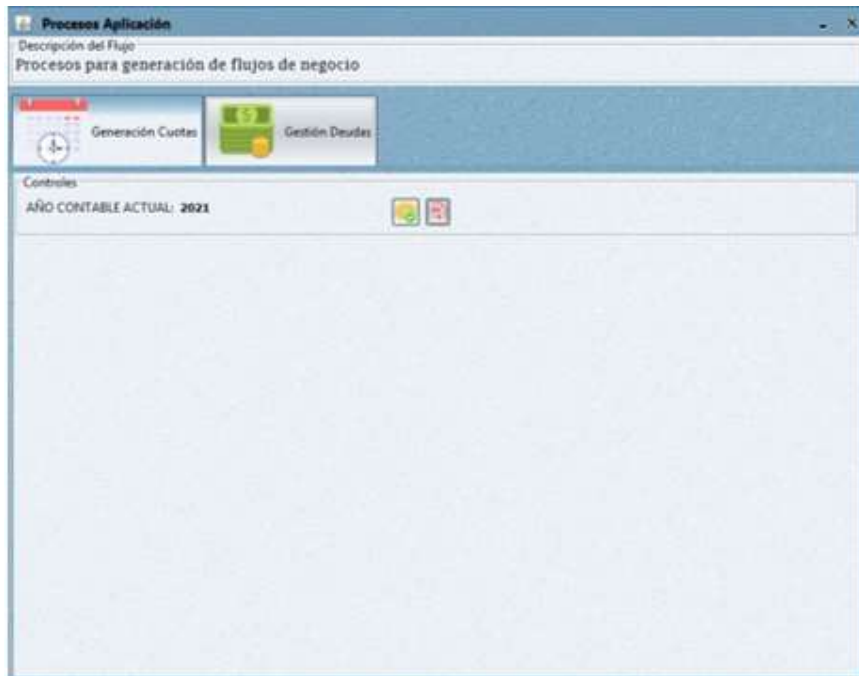 Procesos Aplicación
Descripción del Flujo
Procesos para generación de flujos de negocio
Generación Cuotas
Gestión Deudas
Controles
AÑO CONTABLE ACTUAL: 2021